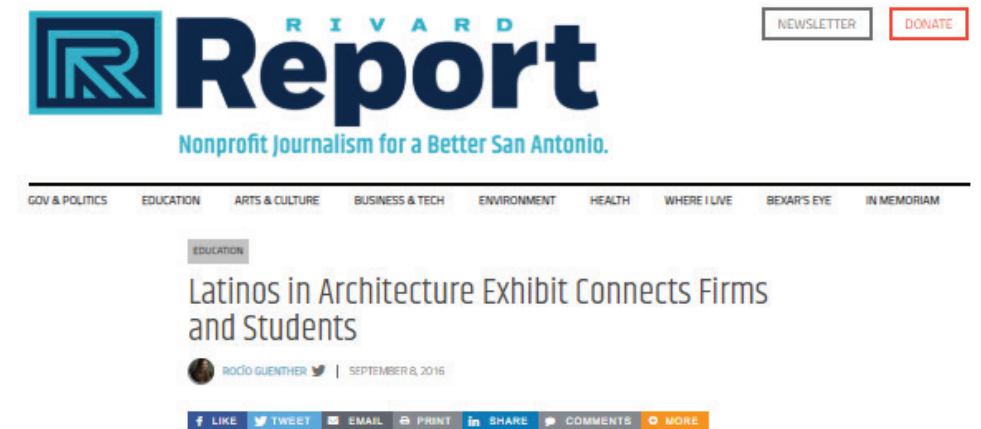 NEWSLETTER DONATE
RIVARD
Report
Nonprofit Journalism for a Better San Antonio.
GOV & POLITICS EDUCATION ARTS & CULTURE BUSINESS & TECH ENVIRONMENT HEALTH WHERE I LIVE BEXAR'S EYE IN MEMORIAM
EDUCATION
Latinos in Architecture Exhibit Connects Firms
and Students
ROCÍO GUENTHER | SEPTEMBER 8, 2016
LIKE TWEET EMAIL PRINT SHARE COMMENTS MORE